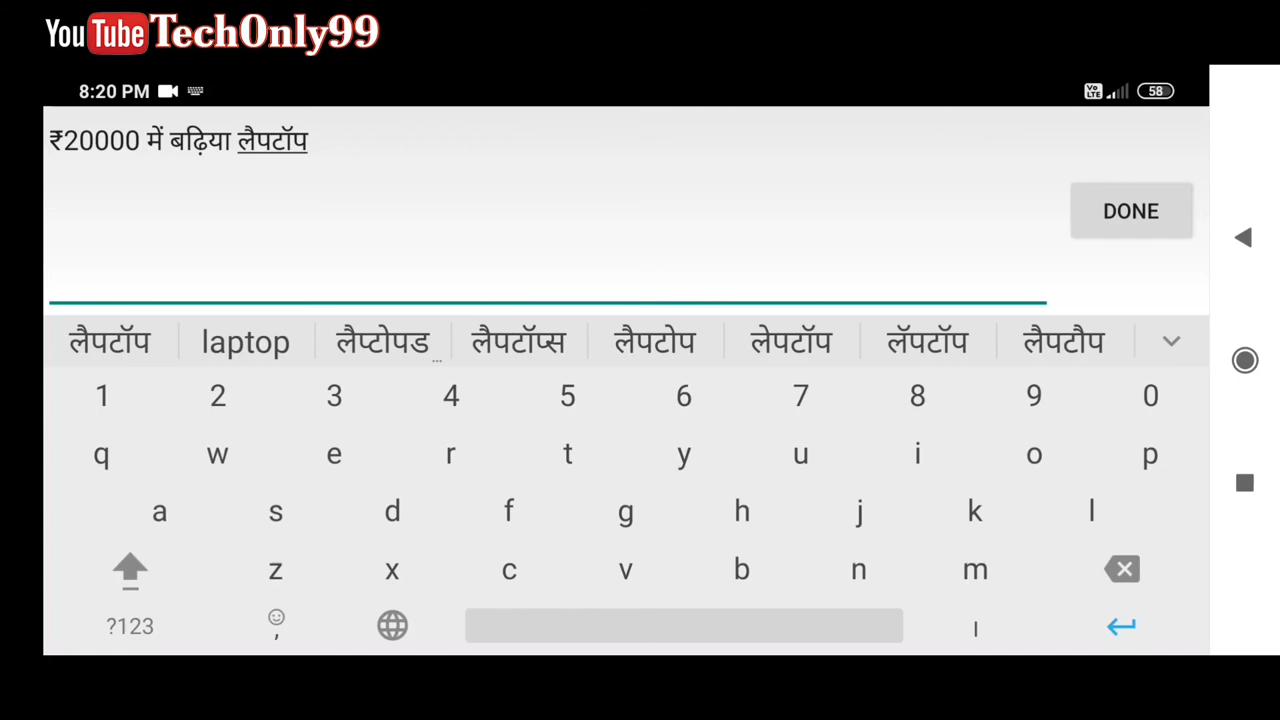 YouTube TechOnly99
8:20 PM VoLTE 58
₹20000 में बढ़िया लैपटॉप
DONE
लैपटॉप laptop लैप्टोपड लैपटॉप्स लैपटोप लेपटॉप लॅपटॉप लैपटौप
1 2 3 4 5 6 7 8 9 0
q w e r t y u i o p
a s d f g h j k l
z x c v b n m
?123 , ।